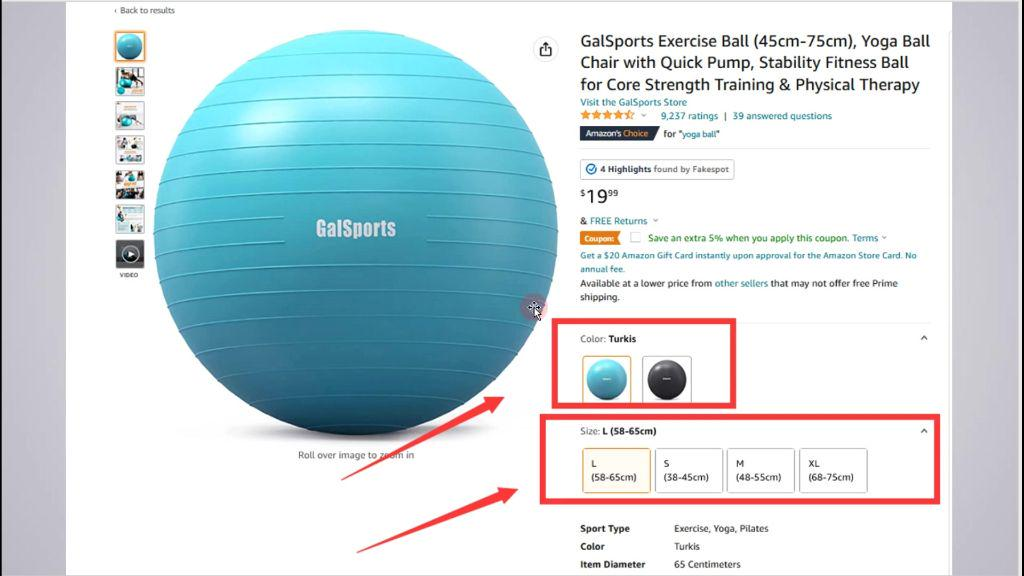 ‹ Back to results
GalSports Exercise Ball (45cm-75cm), Yoga Ball
Chair with Quick Pump, Stability Fitness Ball
for Core Strength Training & Physical Therapy
Visit the GalSports Store
9,237 ratings | 39 answered questions
Amazon's Choice for "yoga ball"
4 Highlights found by Fakespot
$19.99
& FREE Returns
Coupon: Save an extra 5% when you apply this coupon. Terms
Get a $20 Amazon Gift Card instantly upon approval for the Amazon Store Card. No
annual fee.
Available at a lower price from other sellers that may not offer free Prime
shipping.
VIDEO
GalSports
Roll over image to zoom in
Color: Turkis
Size: L (58-65cm)
L
(58-65cm)
S
(38-45cm)
M
(48-55cm)
XL
(68-75cm)
Sport Type Exercise, Yoga, Pilates
Color Turkis
Item Diameter 65 Centimeters